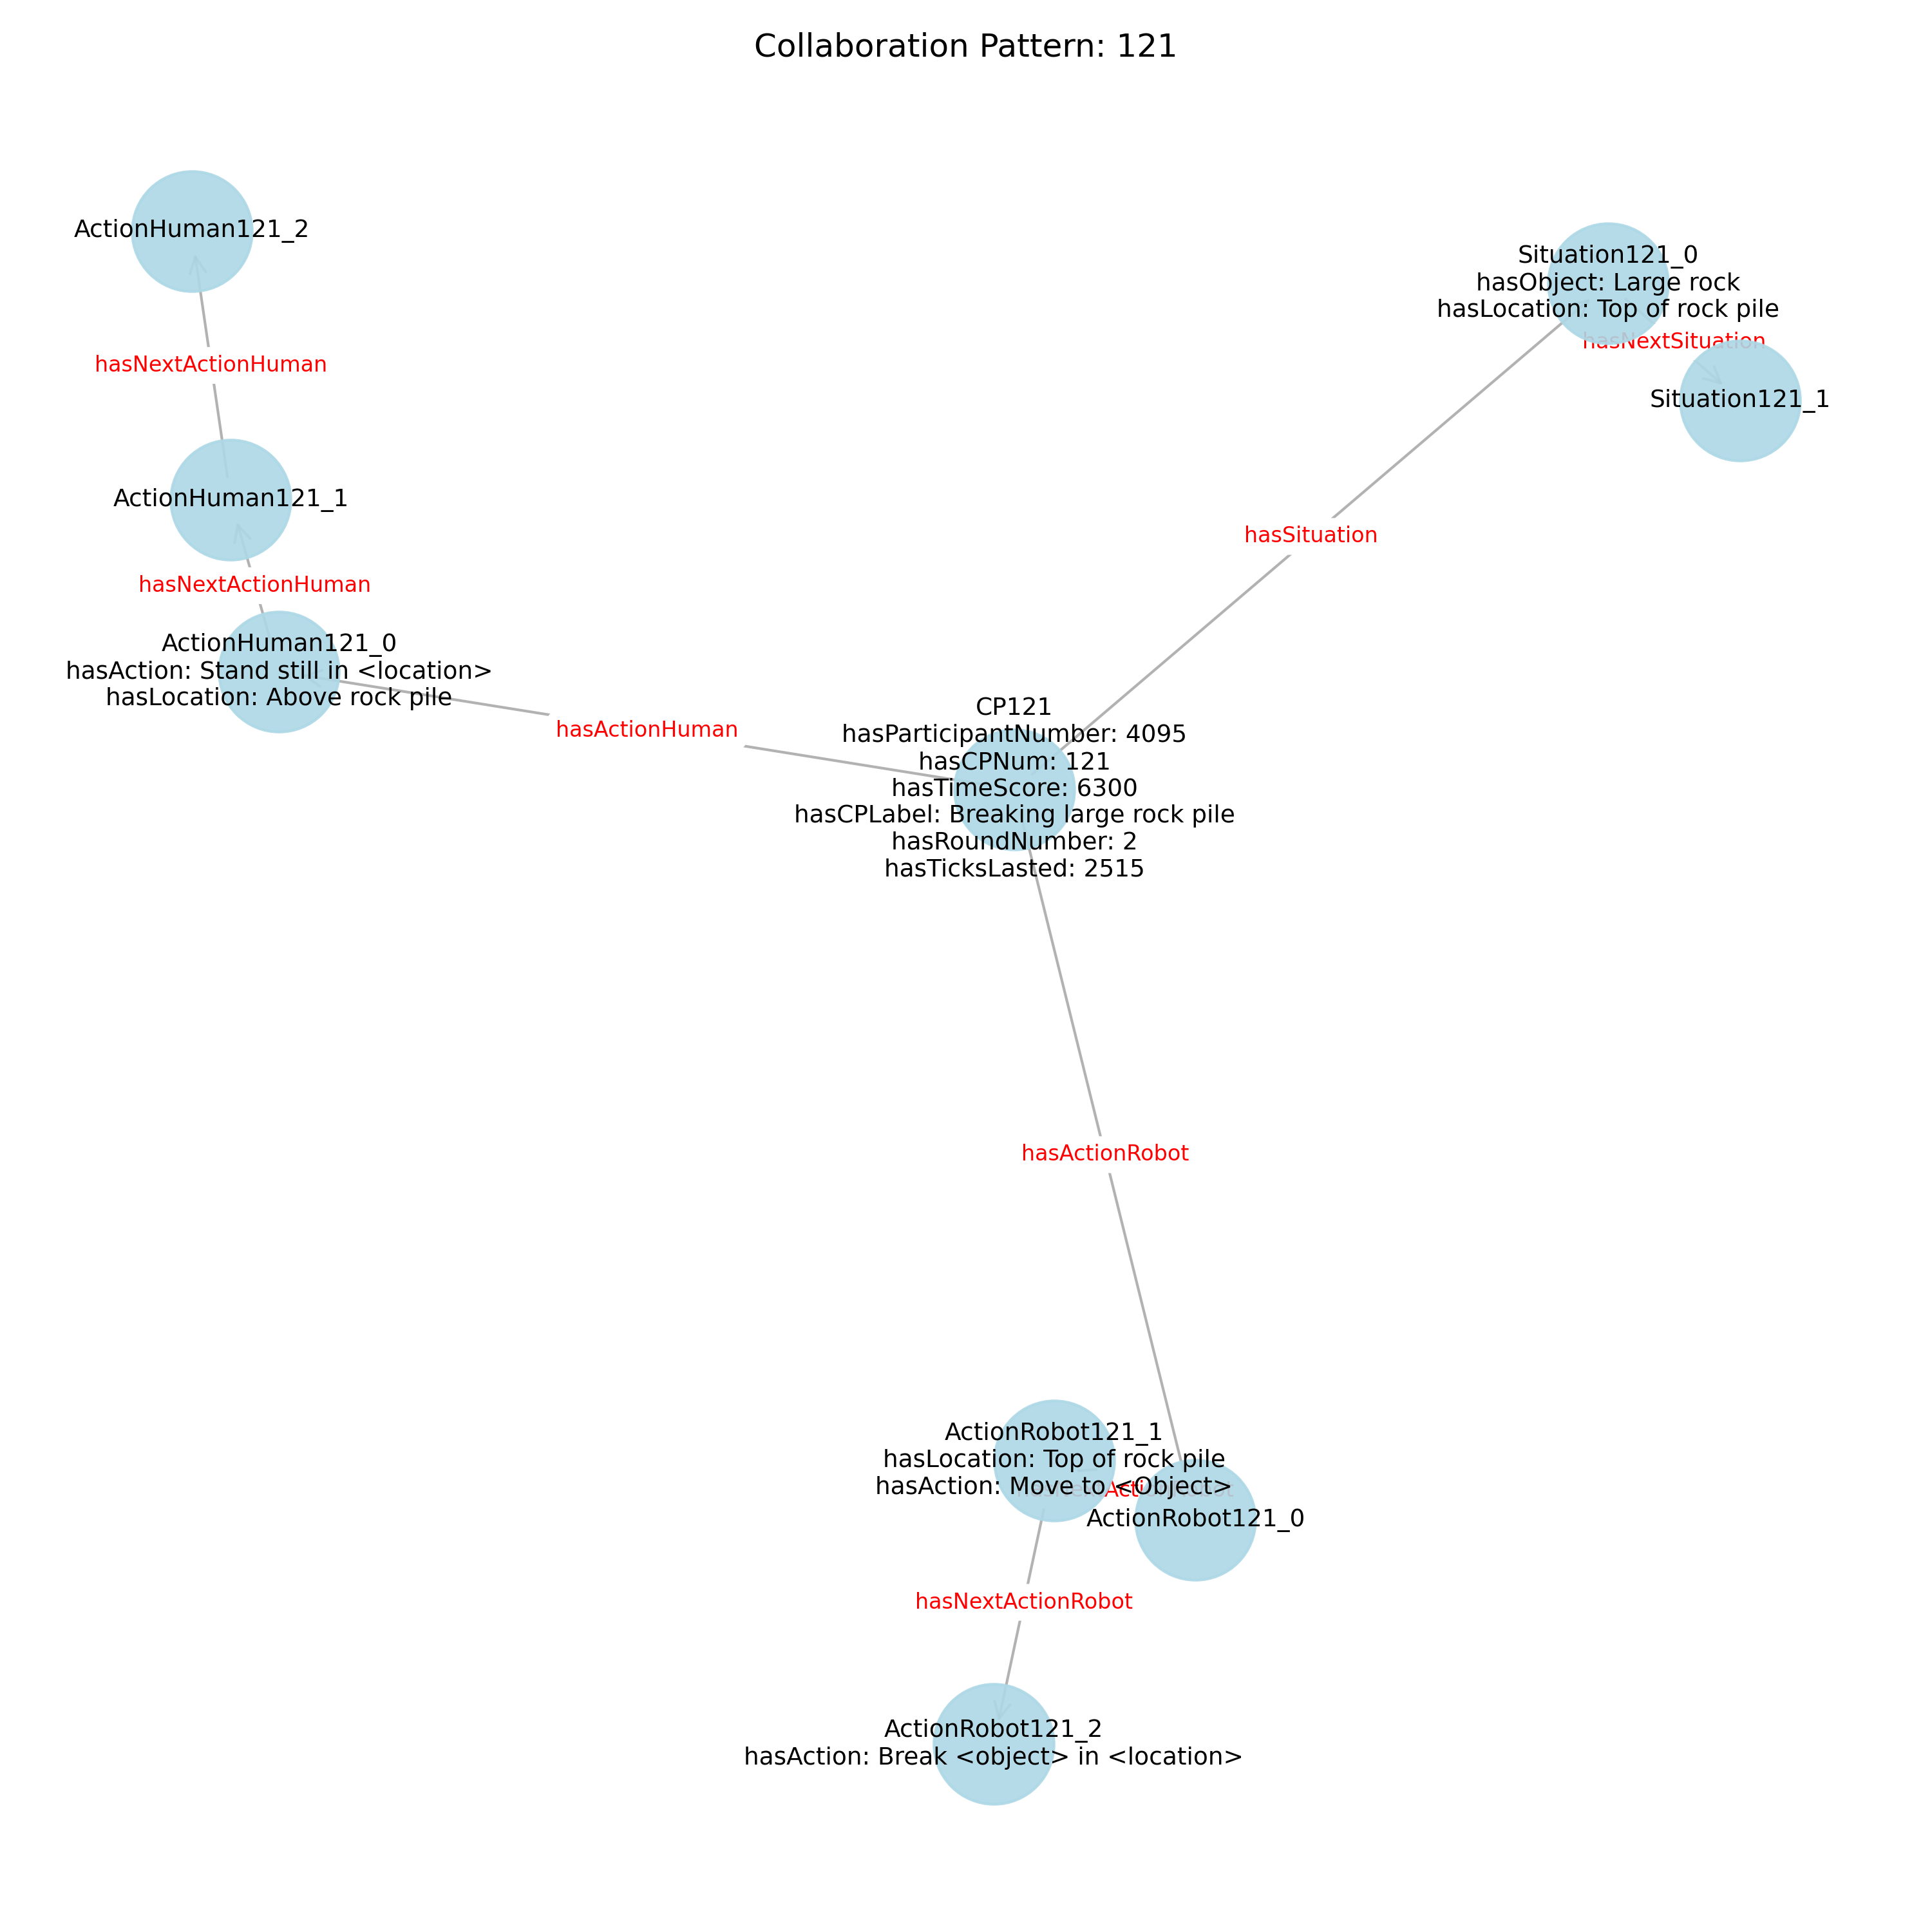 Collaboration Pattern: 121
ActionHuman121_2
Situation121_0
hasObject: Large rock
hasLocation: Top of rock pile
hasNextSituation
hasNextActionHuman
Situation121_1
ActionHuman121_1
hasSituation
hasNextActionHuman
ActionHuman121_0
hasAction: Stand still in <location>
hasLocation: Above rock pile
hasActionHuman
CP121
hasParticipantNumber: 4095
hasCPNum: 121
hasTimeScore: 6300
hasCPLabel: Breaking large rock pile
hasRoundNumber: 2
hasTicksLasted: 2515
hasActionRobot
ActionRobot121_1
hasLocation: Top of rock pile
hasAction: Move to <Object>
ActionRobot121_0
hasNextActionRobot
ActionRobot121_2
hasAction: Break <object> in <location>